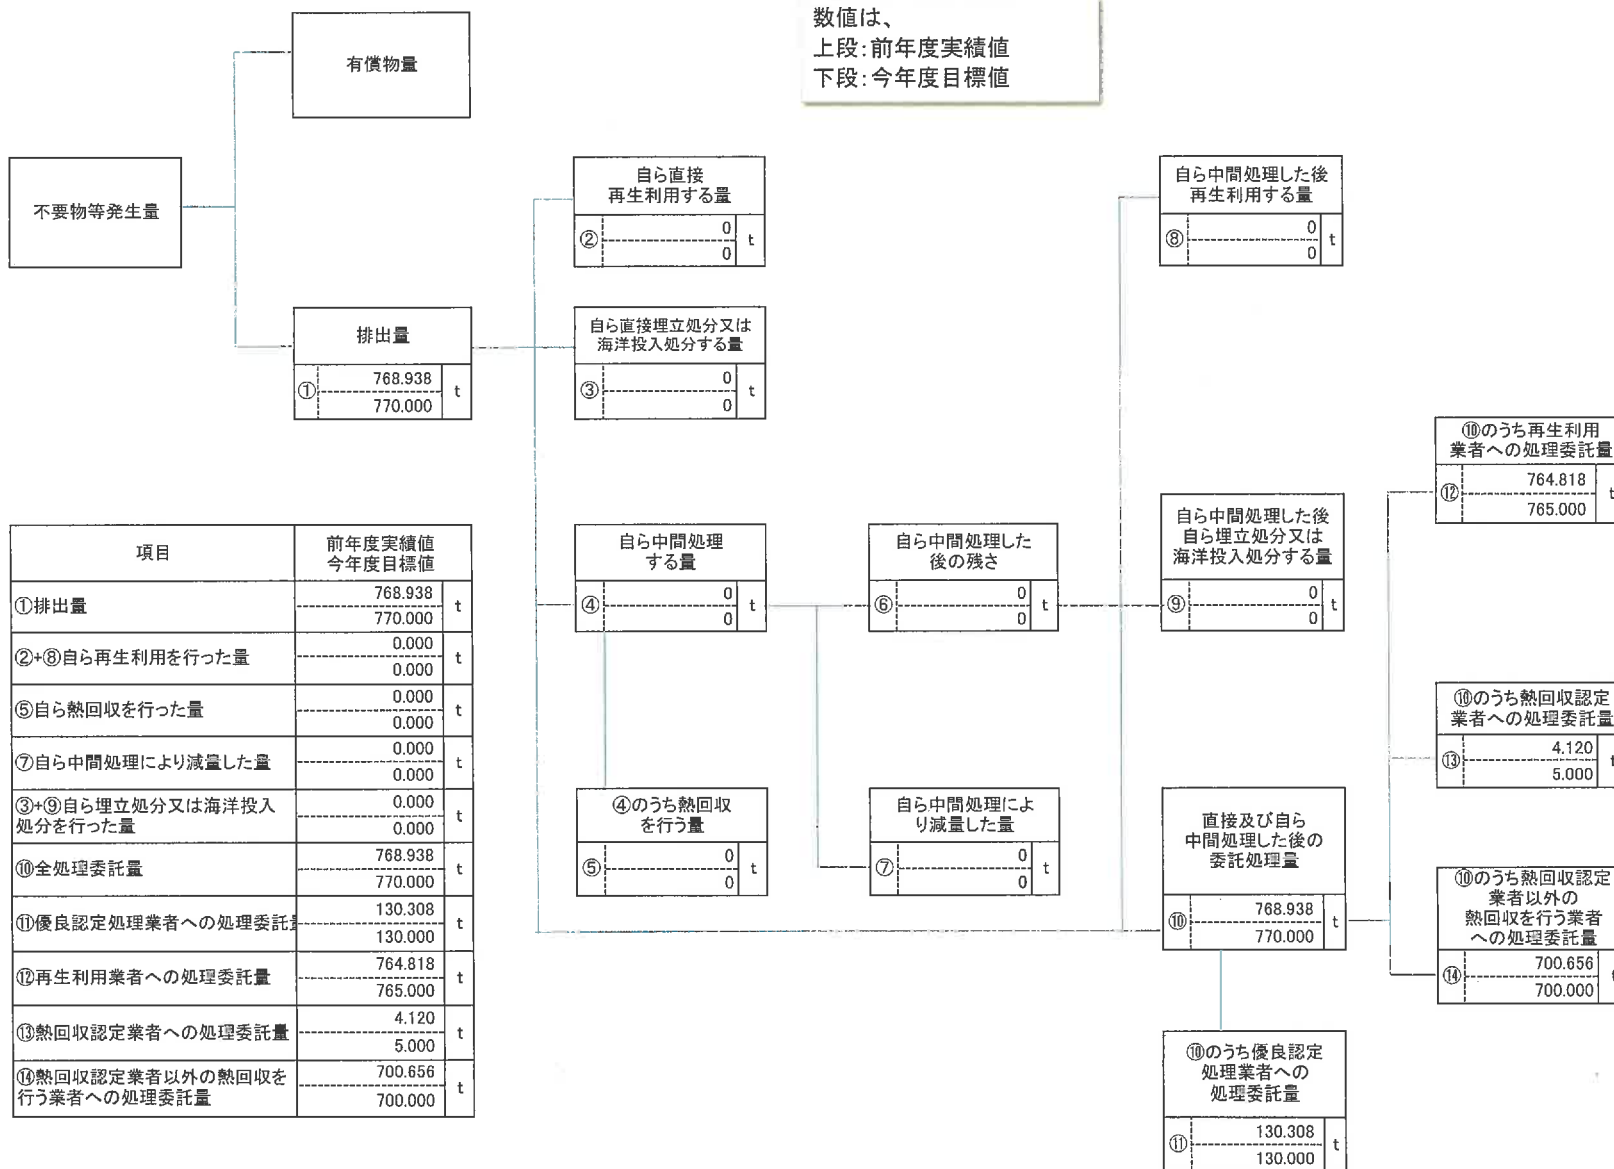 数値は、
上段:前年度実績値
下段:今年度目標値
有償物量
不要物等発生量
排出量
①
768.938
770.000
t
自ら直接
再生利用する量
②
0
0
t
自ら直接埋立処分又は
海洋投入処分する量
③
0
0
t
自ら中間処理
する量
④
0
0
t
④のうち熱回収
を行う量
⑤
0
0
t
自ら中間処理した
後の残さ
⑥
0
0
t
自ら中間処理によ
り減量した量
⑦
0
0
t
自ら中間処理した後
再生利用する量
⑧
0
0
t
自ら中間処理した後
自ら埋立処分又は
海洋投入処分する量
⑨
0
0
t
直接及び自ら
中間処理した後の
委託処理量
⑩
768.938
770.000
t
⑩のうち優良認定
処理業者への
処理委託量
⑪
130.308
130.000
t
⑩のうち再生利用
業者への処理委託量
⑫
764.818
765.000
t
⑩のうち熱回収認定
業者への処理委託量
⑬
4.120
5.000
t
⑩のうち熱回収認定
業者以外の
熱回収を行う業者
への処理委託量
⑭
700.656
700.000
t
項目
前年度実績値
今年度目標値
①排出量
768.938
770.000
t
②+⑧自ら再生利用を行った量
0.000
0.000
t
⑤自ら熱回収を行った量
0.000
0.000
t
⑦自ら中間処理により減量した量
0.000
0.000
t
③+⑨自ら埋立処分又は海洋投入
処分を行った量
0.000
0.000
t
⑩全処理委託量
768.938
770.000
t
⑪優良認定処理業者への処理委託
130.308
130.000
t
⑫再生利用業者への処理委託量
764.818
765.000
t
⑬熱回収認定業者への処理委託量
4.120
5.000
t
⑭熱回収認定業者以外の熱回収を
行う業者への処理委託量
700.656
700.000
t